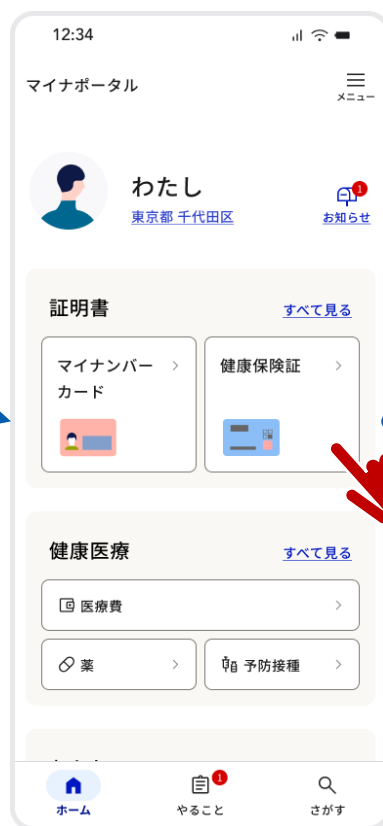 12:34
マイナポータル
メニュー
わたし
東京都 千代田区
1
お知らせ
証明書
すべて見る
マイナンバー
カード
健康保険証
健康医療
すべて見る
医療費
薬
予防接種
1
ホーム
やること
さがす